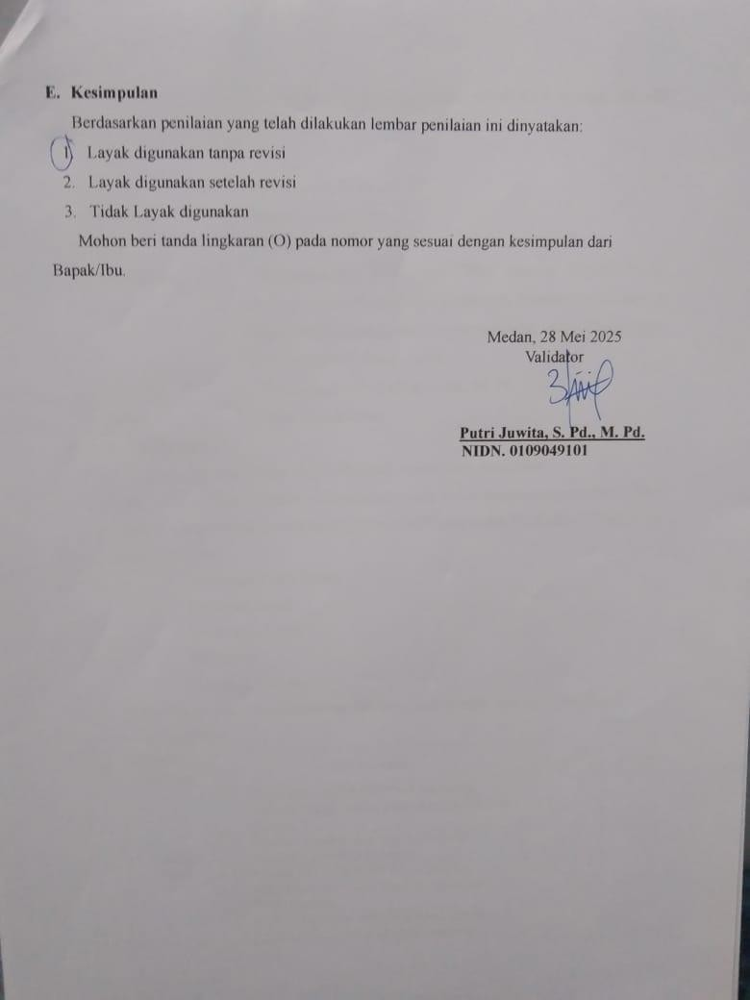 E. Kesimpulan
Berdasarkan penilaian yang telah dilakukan lembar penilaian ini dinyatakan:
1. Layak digunakan tanpa revisi
2. Layak digunakan setelah revisi
3. Tidak Layak digunakan
Mohon beri tanda lingkaran (O) pada nomor yang sesuai dengan kesimpulan dari
Bapak/Ibu.
Medan, 28 Mei 2025
Validator
Putri Juwita, S. Pd., M. Pd.
NIDN. 0109049101